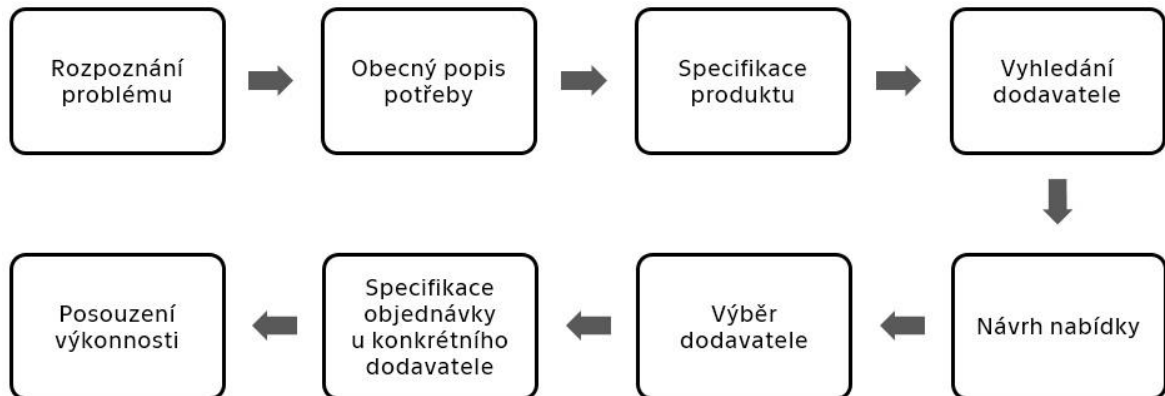 Rozpoznání
problému
Obecný popis
potřeby
Specifikace
produktu
Vyhledání
dodavatele
Návrh nabídky
Výběr
dodavatele
Specifikace
objednávky
u konkrétního
dodavatele
Posouzení
výkonnosti